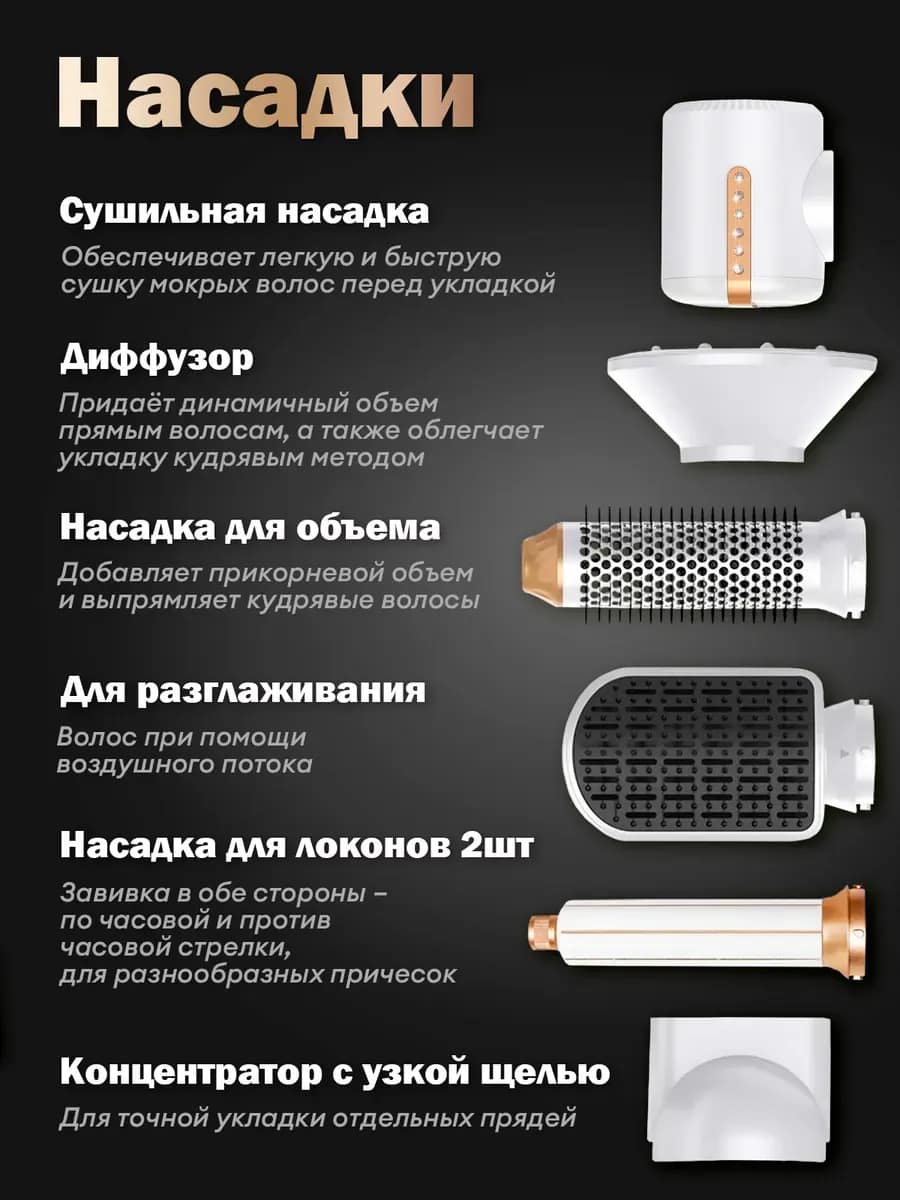 Насадки
Сушильная насадка
Обеспечивает легкую и быструю
сушку мокрых волос перед укладкой
Диффузор
Придаёт динамичный объем
прямым волосам, а также облегчает
укладку кудрявым методом
Насадка для объема
Добавляет прикорневой объем
и выпрямляет кудрявые волосы
Для разглаживания
Волос при помощи
воздушного потока
Насадка для локонов 2шт
Завивка в обе стороны –
по часовой и против
часовой стрелки,
для разнообразных причесок
Концентратор с узкой щелью
Для точной укладки отдельных прядей